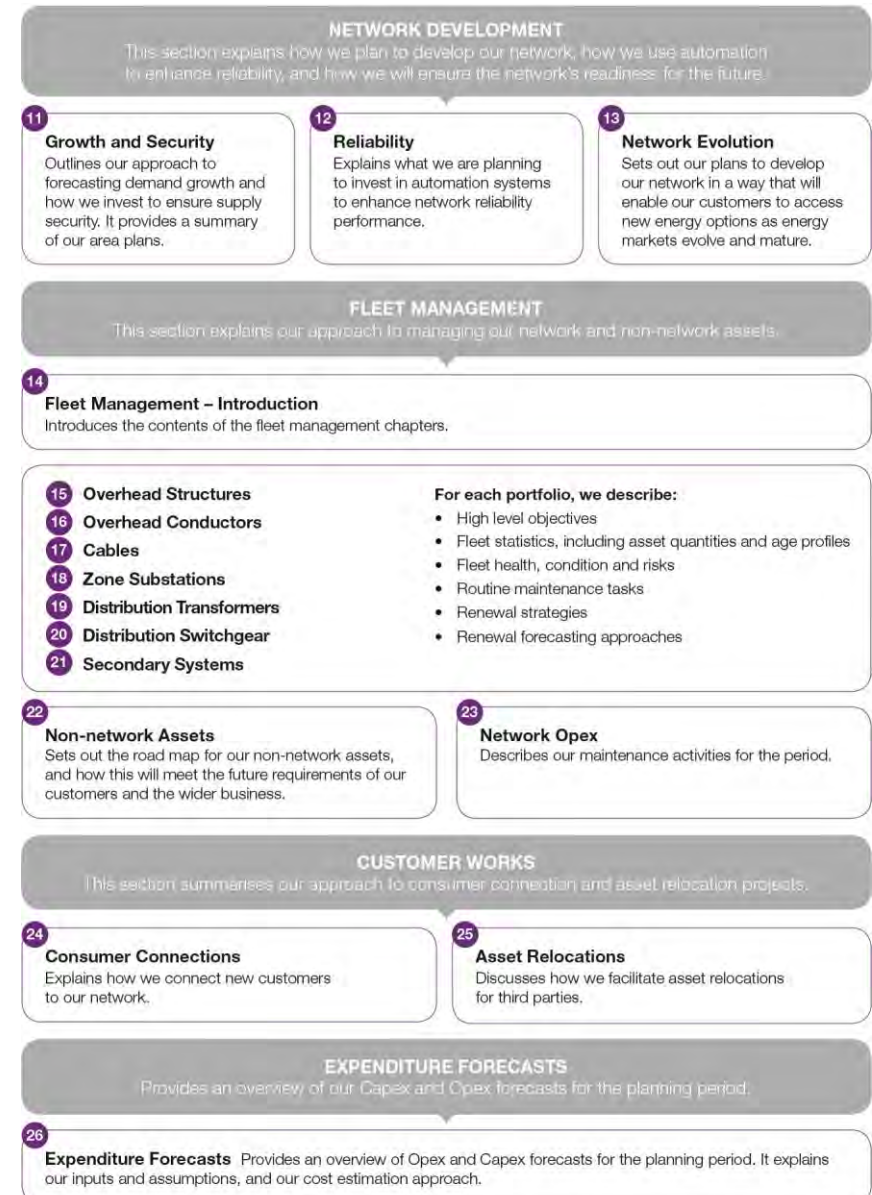 NETWORK DEVELOPMENT
This section explains how we plan to develop our network, how we use automation
to enhance reliability, and how we will ensure the network's readiness for the future.
11
Growth and Security
Outlines our approach to
forecasting demand growth and
how we invest to ensure supply
security. It provides a summary
of our area plans.
12
Reliability
Explains what we are planning
to invest in automation systems
to enhance network reliability
performance.
13
Network Evolution
Sets out our plans to develop
our network in a way that will
enable our customers to access
new energy options as energy
markets evolve and mature.
FLEET MANAGEMENT
This section explains our approach to managing our network and non-network assets.
14
Fleet Management – Introduction
Introduces the contents of the fleet management chapters.
15 Overhead Structures
16 Overhead Conductors
17 Cables
18 Zone Substations
19 Distribution Transformers
20 Distribution Switchgear
21 Secondary Systems
For each portfolio, we describe:
• High level objectives
• Fleet statistics, including asset quantities and age profiles
• Fleet health, condition and risks
• Routine maintenance tasks
• Renewal strategies
• Renewal forecasting approaches
22
Non-network Assets
Sets out the road map for our non-network assets,
and how this will meet the future requirements of our
customers and the wider business.
23
Network Opex
Describes our maintenance activities for the period.
CUSTOMER WORKS
This section summarises our approach to consumer connection and asset relocation projects.
24
Consumer Connections
Explains how we connect new customers
to our network.
25
Asset Relocations
Discusses how we facilitate asset relocations
for third parties.
EXPENDITURE FORECASTS
Provides an overview of our Capex and Opex forecasts for the planning period.
26
Expenditure Forecasts Provides an overview of Opex and Capex forecasts for the planning period. It explains
our inputs and assumptions, and our cost estimation approach.